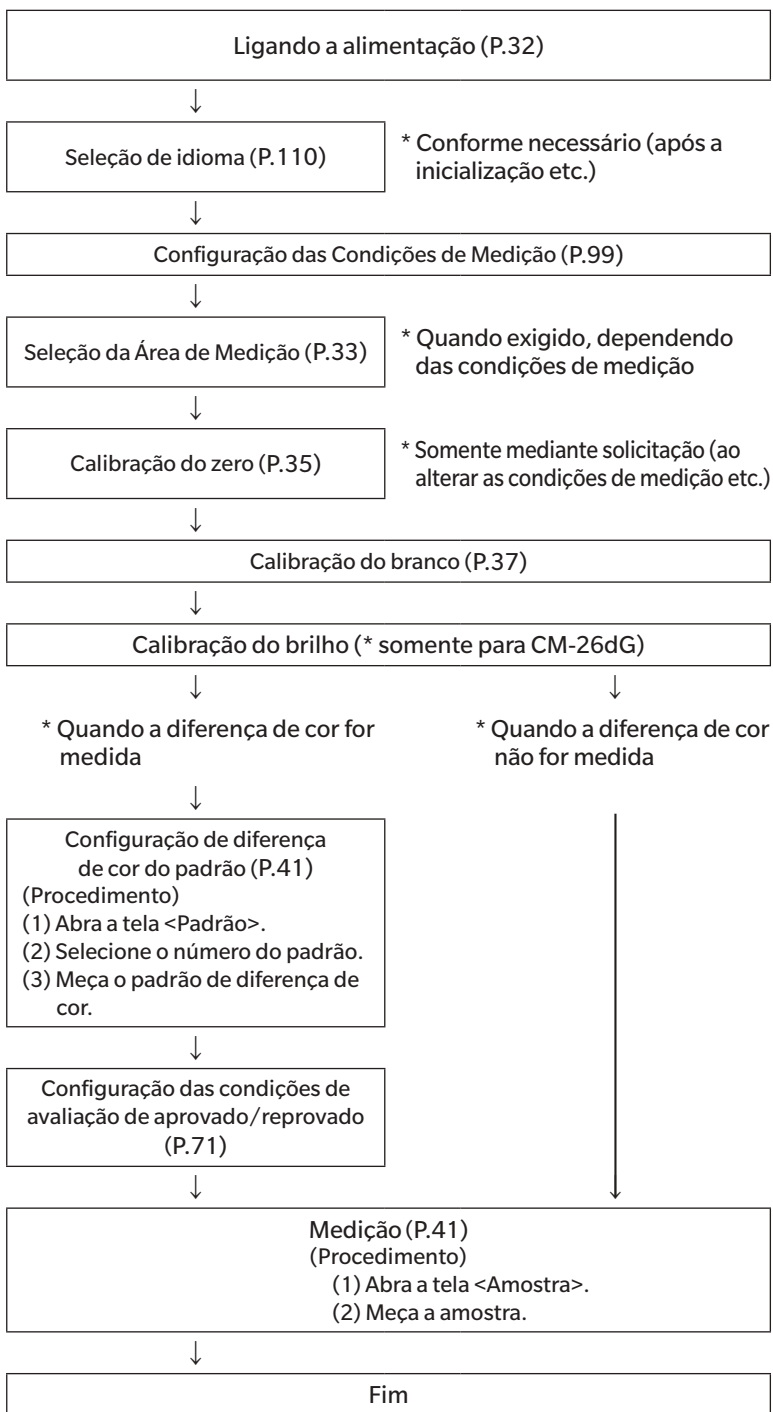 Ligando a alimentação (P.32)
↓
Seleção de idioma (P.110)
* Conforme necessário (após a
inicialização etc.)
↓
Configuração das Condições de Medição (P.99)
↓
Seleção da Área de Medição (P.33)
* Quando exigido, dependendo
das condições de medição
↓
Calibração do zero (P.35)
* Somente mediante solicitação (ao
alterar as condições de medição etc.)
↓
Calibração do branco (P.37)
↓
Calibração do brilho (* somente para CM-26dG)
↓ ↓
* Quando a diferença de cor for
medida
* Quando a diferença de cor
não for medida
↓
Configuração de diferença
de cor do padrão (P.41)
(Procedimento)
(1) Abra a tela <Padrão>.
(2) Selecione o número do padrão.
(3) Meça o padrão de diferença de
cor.
↓
Configuração das condições de
avaliação de aprovado/reprovado
(P.71)
↓
Medição (P.41)
(Procedimento)
(1) Abra a tela <Amostra>.
(2) Meça a amostra.
↓
Fim